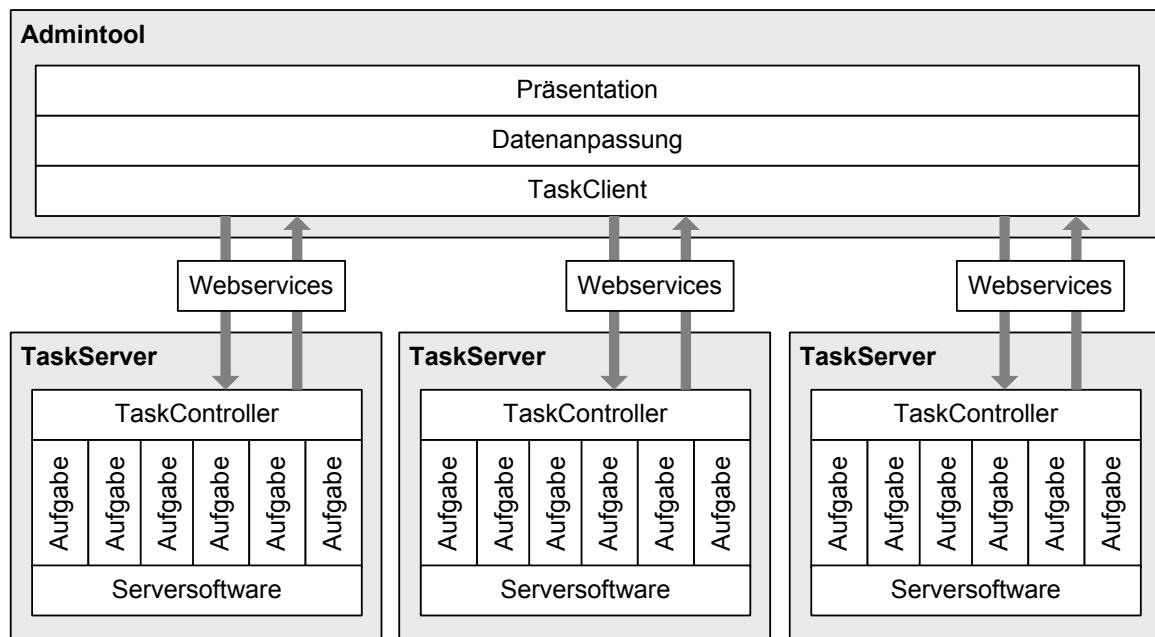 Admintool
Präsentation
Datenanpassung
TaskClient
Webservices
Webservices
Webservices
TaskServer
TaskController
Aufgabe
Aufgabe
Aufgabe
Aufgabe
Aufgabe
Aufgabe
Serversoftware
TaskServer
TaskController
Aufgabe
Aufgabe
Aufgabe
Aufgabe
Aufgabe
Aufgabe
Serversoftware
TaskServer
TaskController
Aufgabe
Aufgabe
Aufgabe
Aufgabe
Aufgabe
Aufgabe
Serversoftware